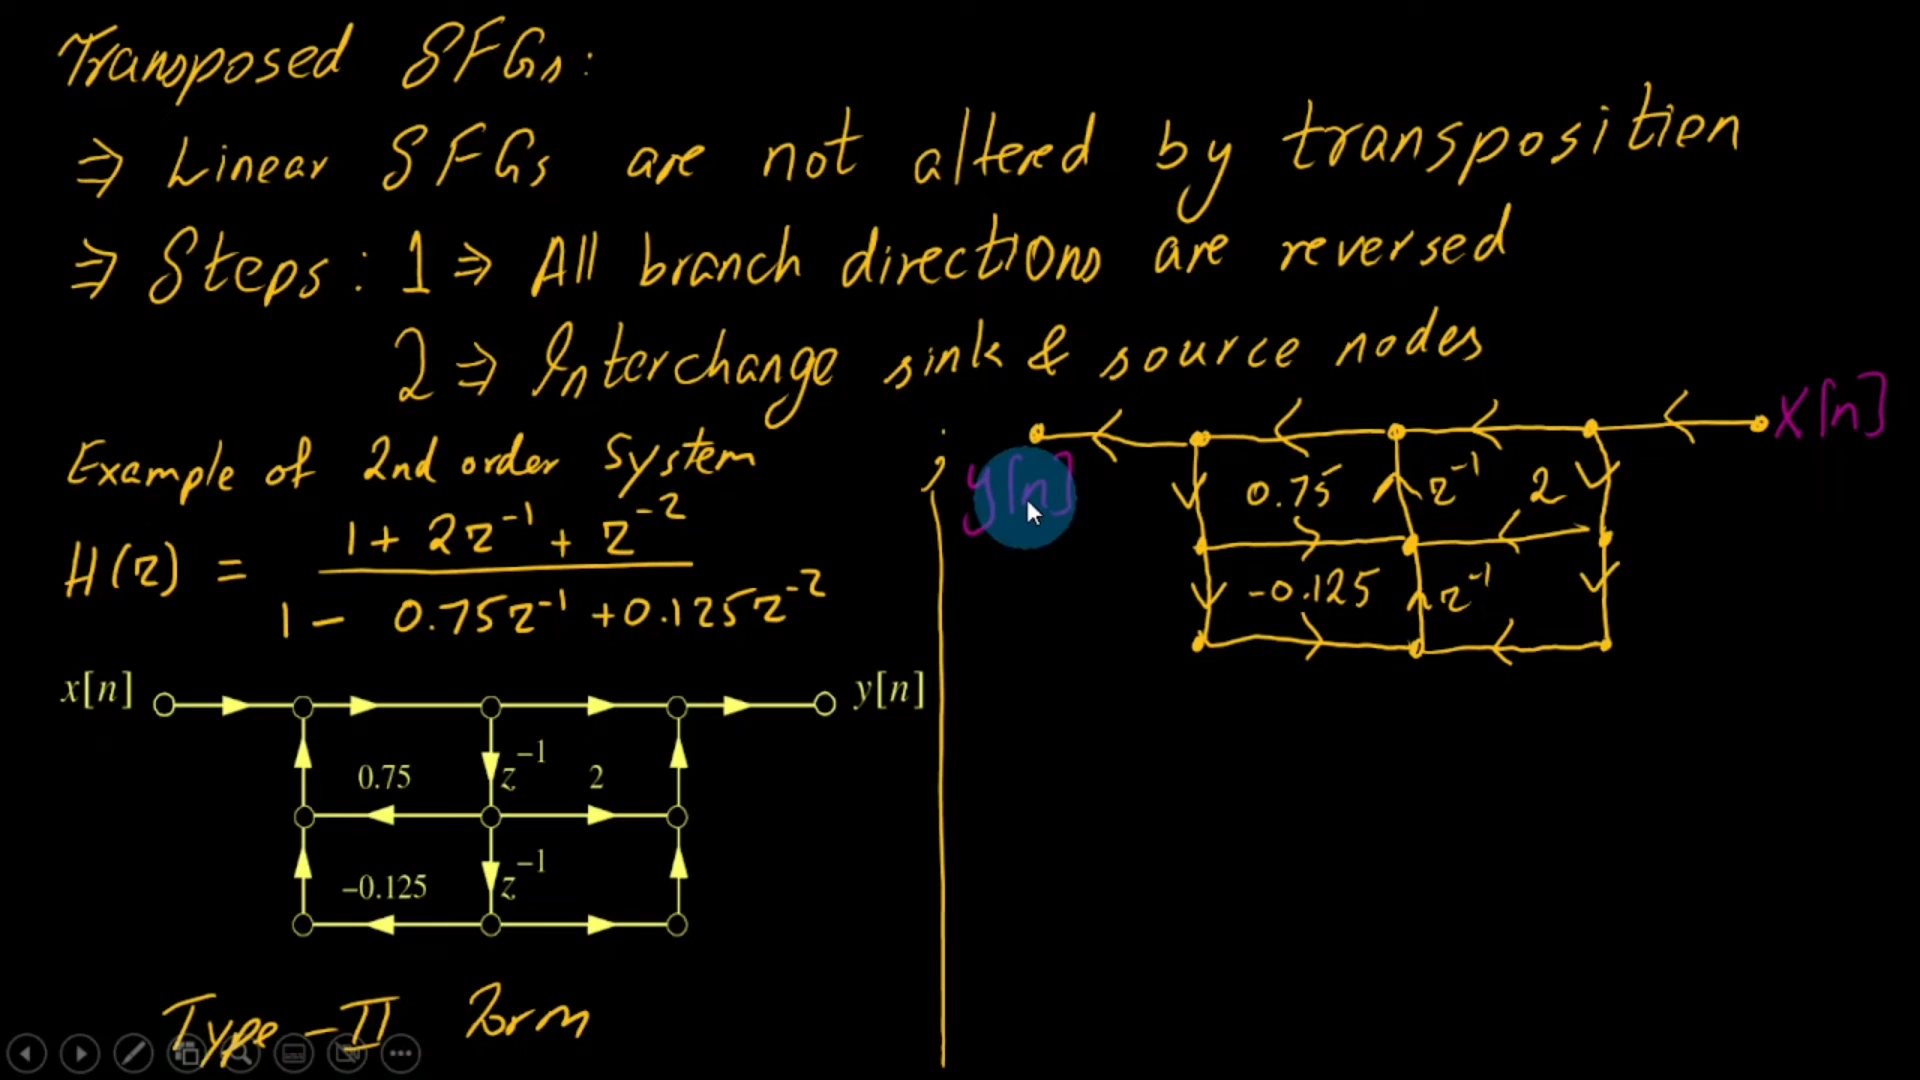 Transposed SFGs:
⇒ Linear SFGs are not altered by transposition
⇒ Steps: 1 ⇒ All branch directions are reversed
2 ⇒ Interchange sink & source nodes
Example of 2nd order System
H(z) = 1 + 2z^-1 + z^-2 / 1 - 0.75z^-1 + 0.125z^-2
x[n] y[n]
0.75 z^-1 2
-0.125 z^-1
Type-II Form
x[n]
y[n]
0.75 z^-1 2
-0.125 z^-1